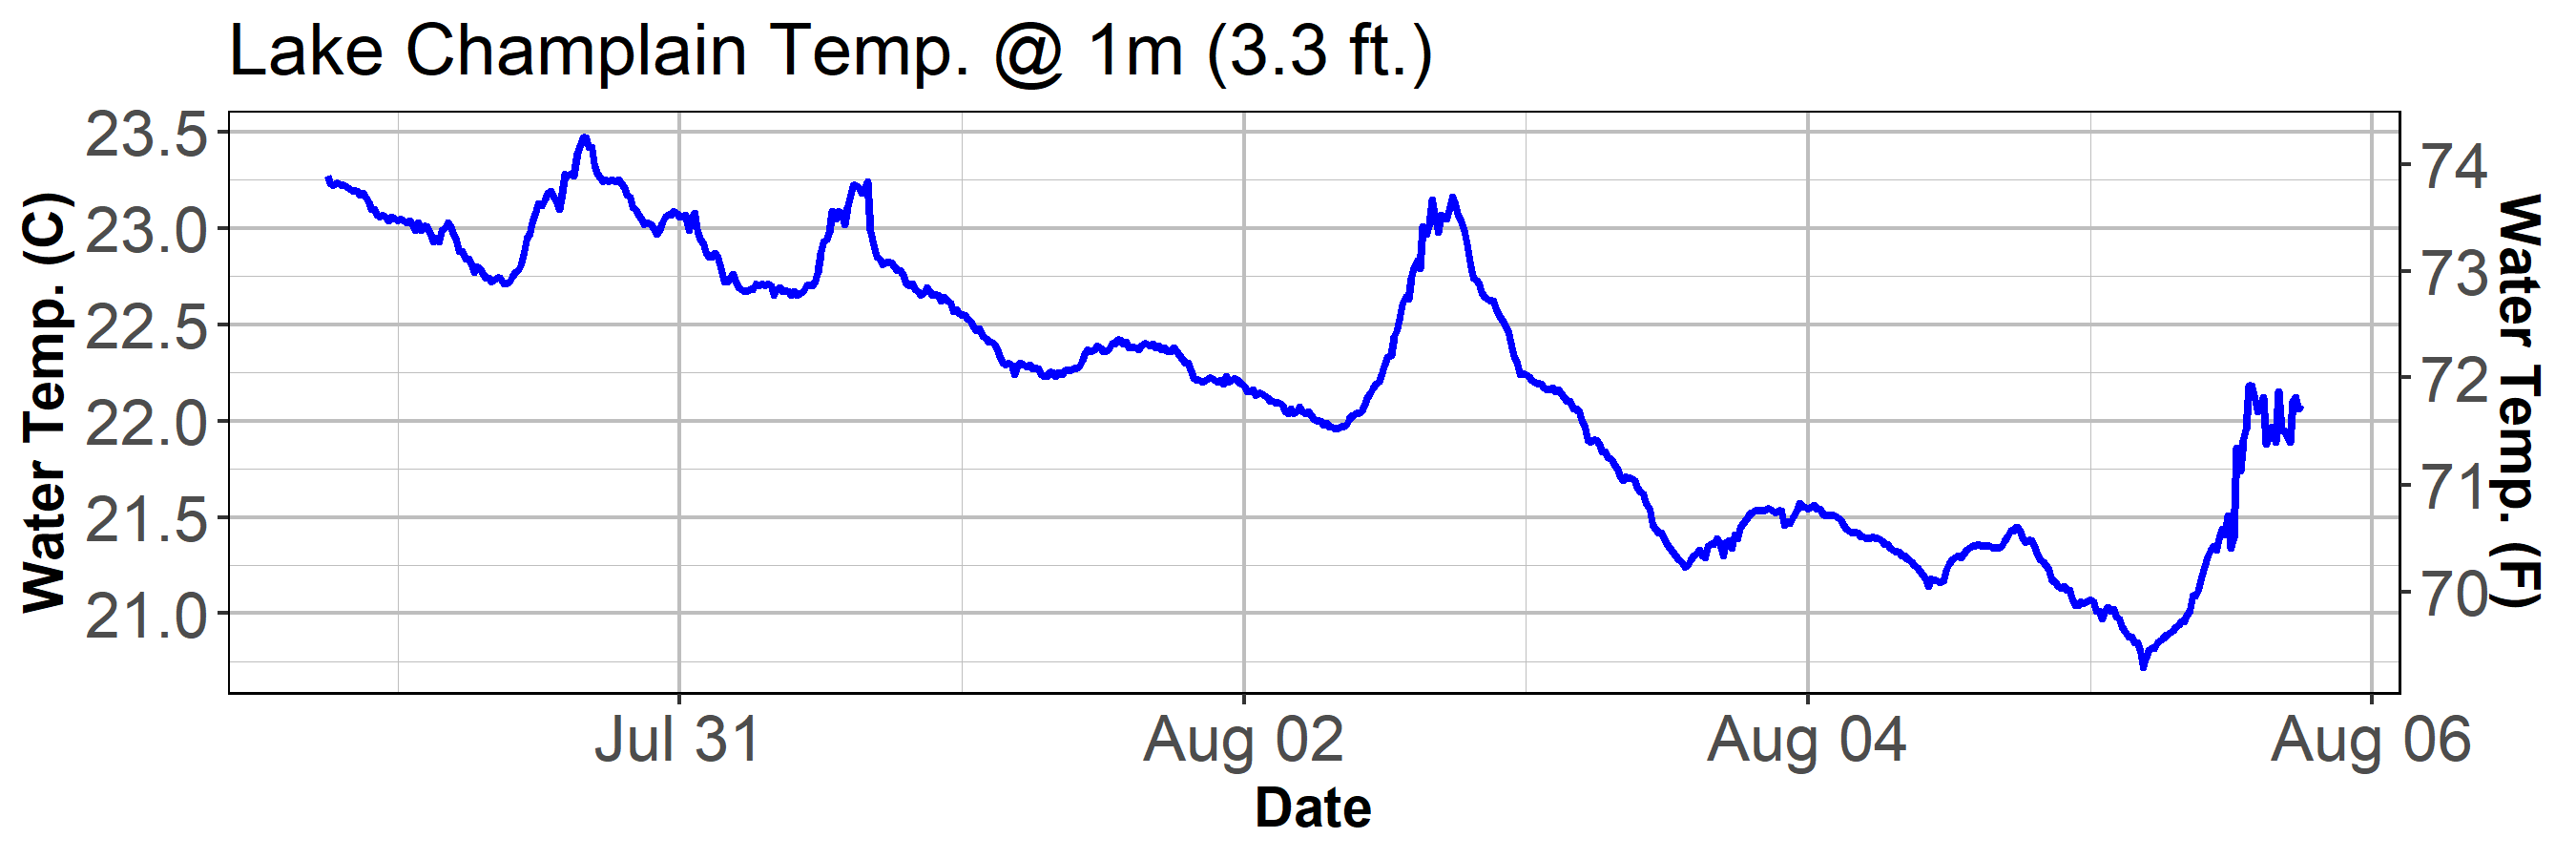 Lake Champlain Temp. @ 1m (3.3 ft.)
Water Temp. (C)
23.5
23.0
22.5
22.0
21.5
21.0
74
73
72
71
70
Water Temp. (F)
Jul 31
Aug 02
Aug 04
Aug 06
Date